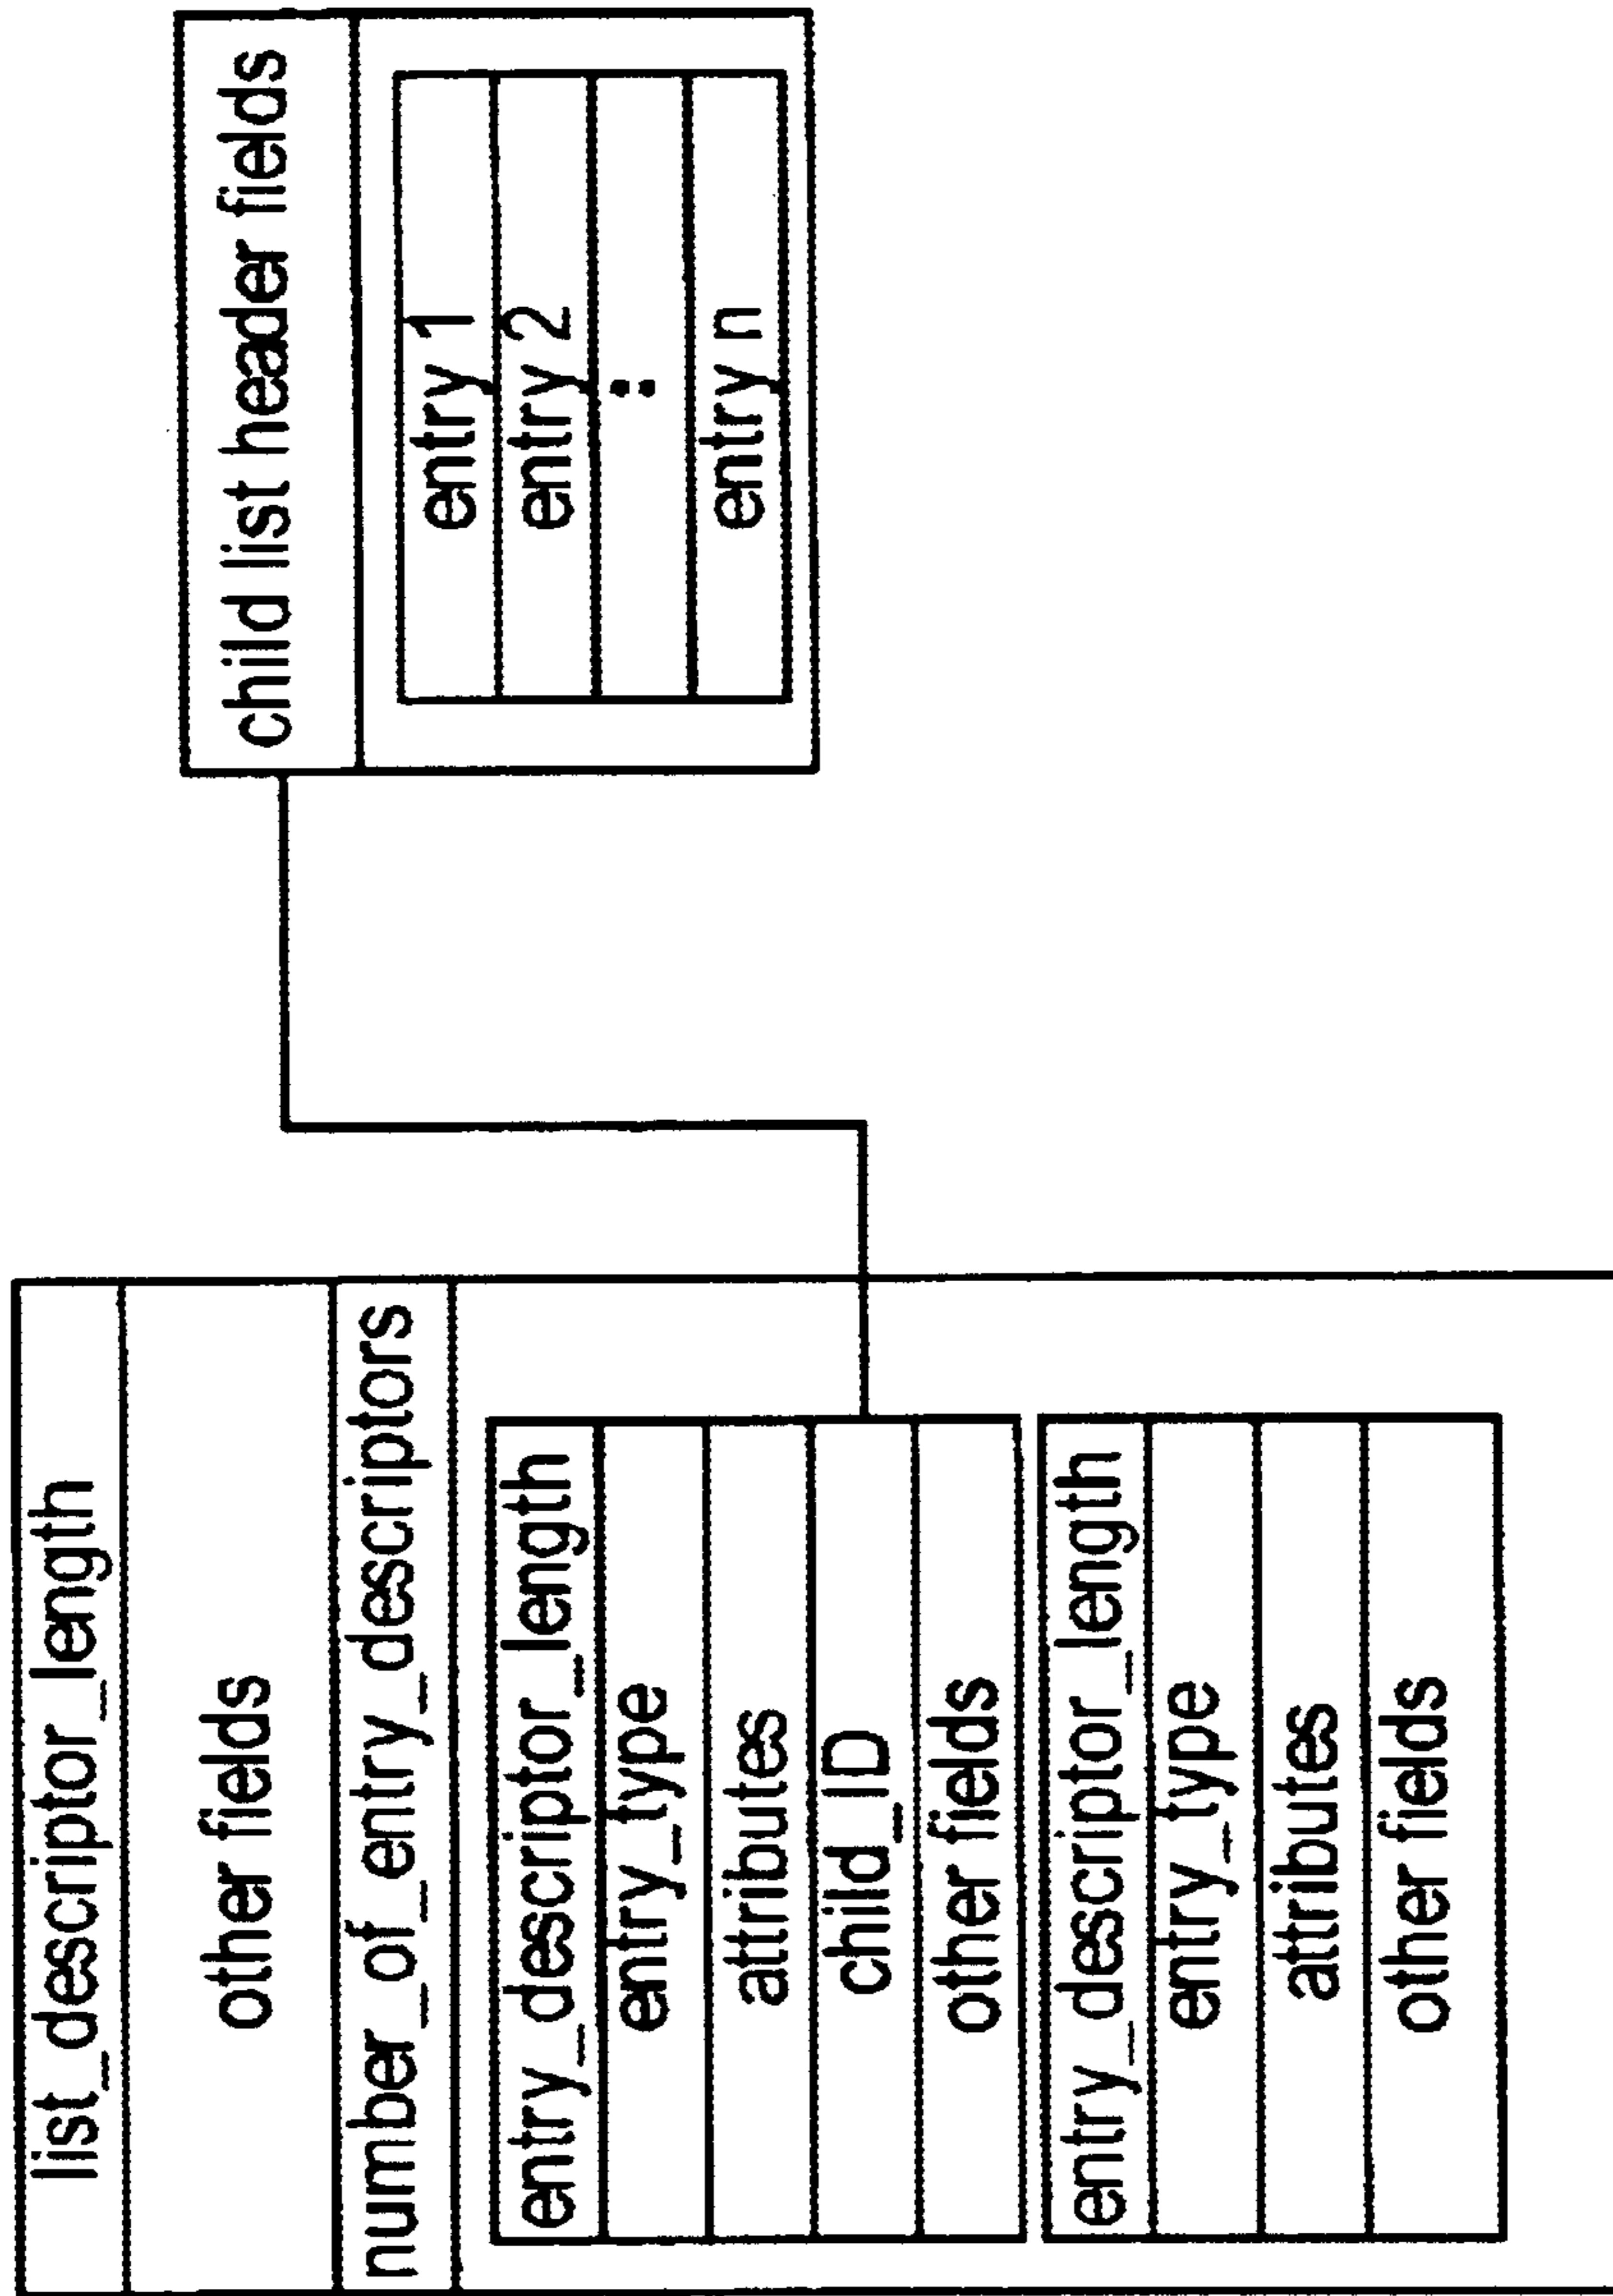 list_descriptor_length
other fields
number_of_entry_descriptors
entry_descriptor_length
entry_type
attributes
child_ID
other fields
entry_descriptor_length
entry_type
attributes
other fields
child list header fields
entry 1
entry 2
:
entry n